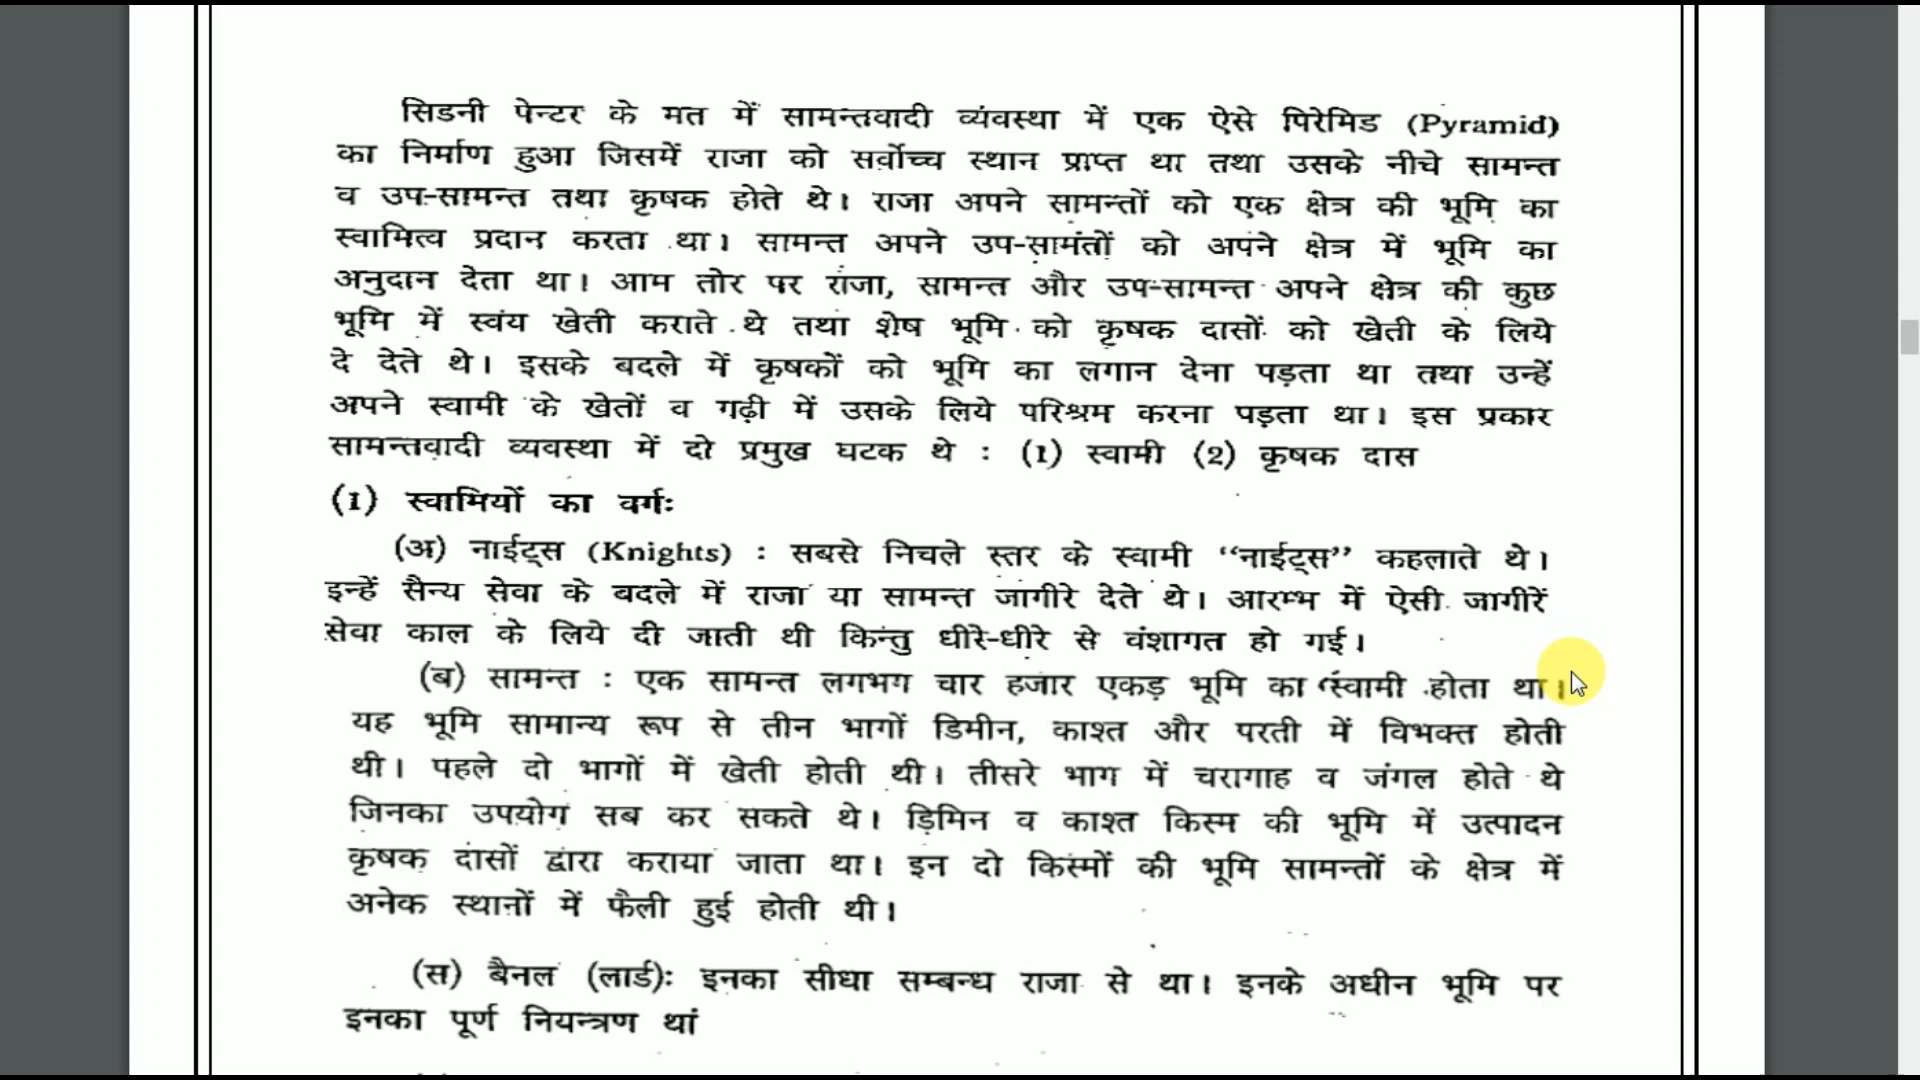 सिडनी पेन्टर के मत में सामन्तवादी व्यंवस्था में एक ऐसे पिरेमिड (Pyramid)
का निर्माण हुआ जिसमें राजा को सर्वोच्च स्थान प्राप्त था तथा उसके नीचे सामन्त
व उप-सामन्त तथा कृषक होते थे। राजा अपने सामन्तों को एक क्षेत्र की भूमि का
स्वामित्व प्रदान करता था। सामन्त अपने उप-सामंतों को अपने क्षेत्र में भूमि का
अनुदान देता था। आम तोर पर राजा, सामन्त और उप-सामन्त अपने क्षेत्र की कुछ
भूमि में स्वंय खेती कराते थे तथा शेष भूमि को कृषक दासों को खेती के लिये
दे देते थे। इसके बदले में कृषकों को भूमि का लगान देना पड़ता था तथा उन्हें
अपने स्वामी के खेतों व गढ़ी में उसके लिये परिश्रम करना पड़ता था। इस प्रकार
सामन्तवादी व्यवस्था में दो प्रमुख घटक थे : (1) स्वामी (2) कृषक दास
(1) स्वामियों का वर्गः
(अ) नाईट्स (Knights) : सबसे निचले स्तर के स्वामी “नाईट्स” कहलाते थे।
इन्हें सैन्य सेवा के बदले में राजा या सामन्त जागीरे देते थे। आरम्भ में ऐसी जागीरें
सेवा काल के लिये दी जाती थी किन्तु धीरे-धीरे से वंशागत हो गई।
(ब) सामन्त : एक सामन्त लगभग चार हजार एकड़ भूमि का स्वामी होता था।
यह भूमि सामान्य रूप से तीन भागों डिमीन, काश्त और परती में विभक्त होती
थी। पहले दो भागों में खेती होती थी। तीसरे भाग में चरागाह व जंगल होते थे
जिनका उपयोग सब कर सकते थे। ड़िमिन व काश्त किस्म की भूमि में उत्पादन
कृषक दासों द्वारा कराया जाता था। इन दो किस्मों की भूमि सामन्तों के क्षेत्र में
अनेक स्थानों में फैली हुई होती थी।
(स) बैनल (लार्ड): इनका सीधा सम्बन्ध राजा से था। इनके अधीन भूमि पर
इनका पूर्ण नियन्त्रण थां